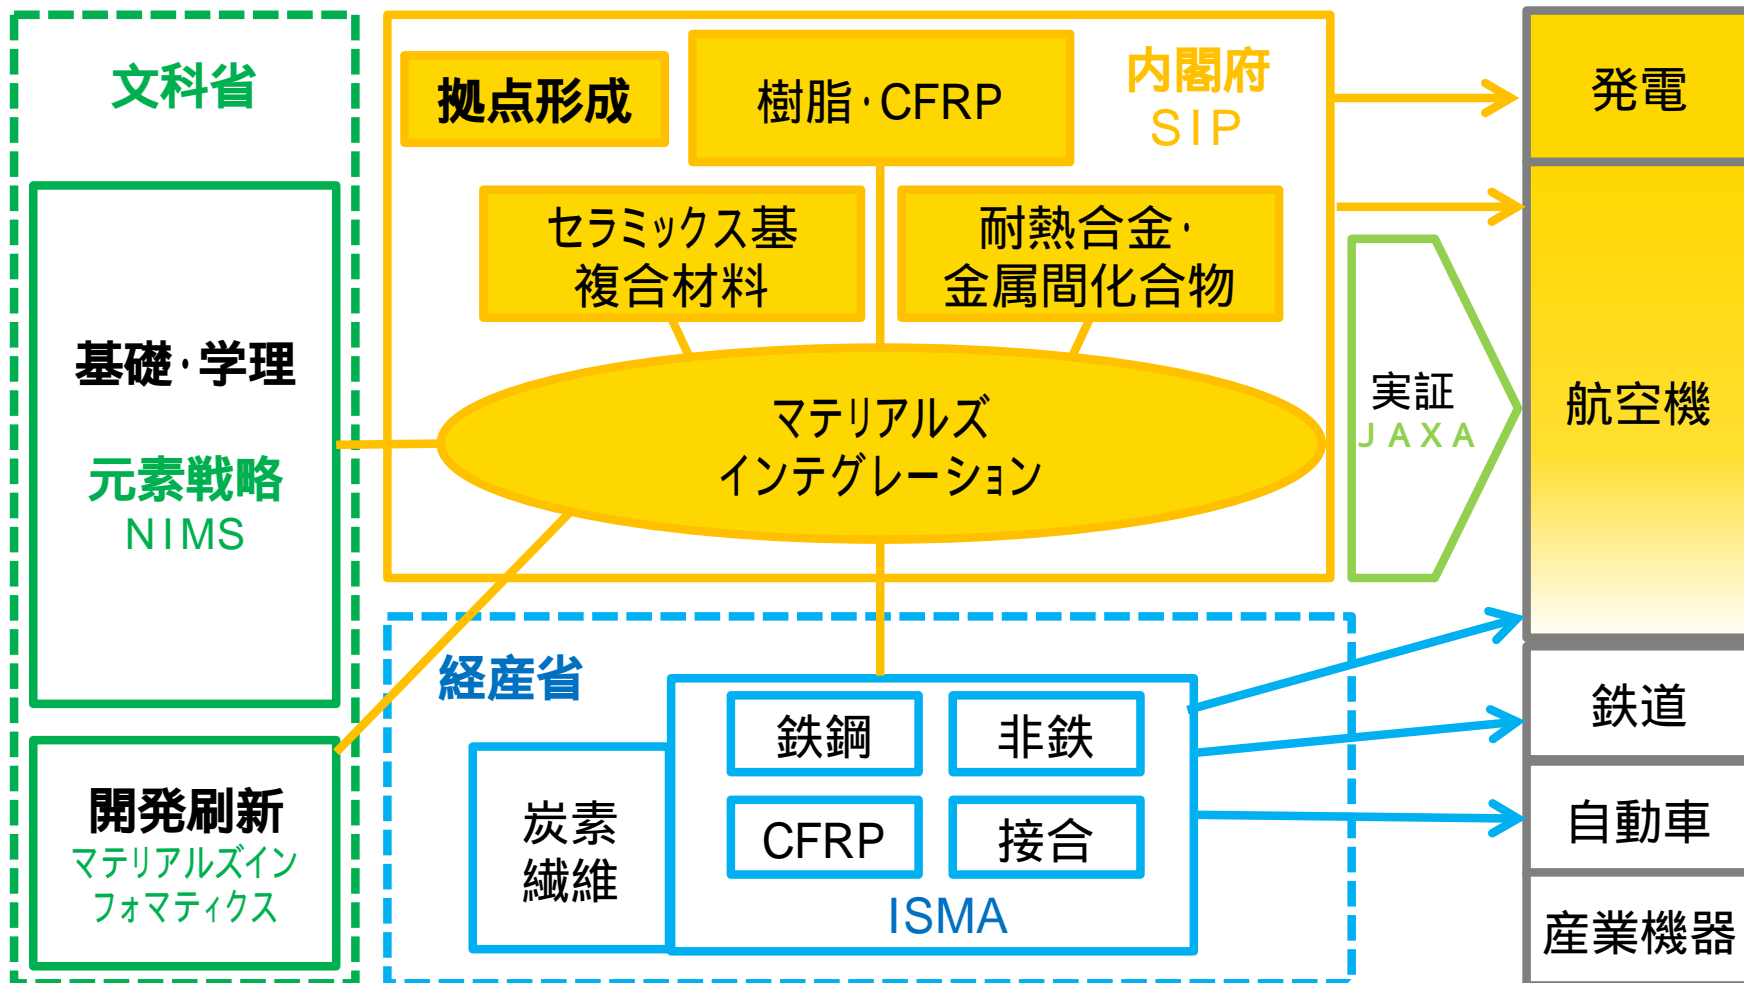 文科省
基礎・学理
元素戦略
NIMS
開発刷新
マテリアルズイン
フォマティクス
内閣府
SIP
拠点形成
樹脂・CFRP
セラミックス基
複合材料
耐熱合金・
金属間化合物
マテリアルズ
インテグレーション
実証
JAXA
経産省
炭素
繊維
鉄鋼
非鉄
CFRP
接合
ISMA
発電
航空機
鉄道
自動車
産業機器